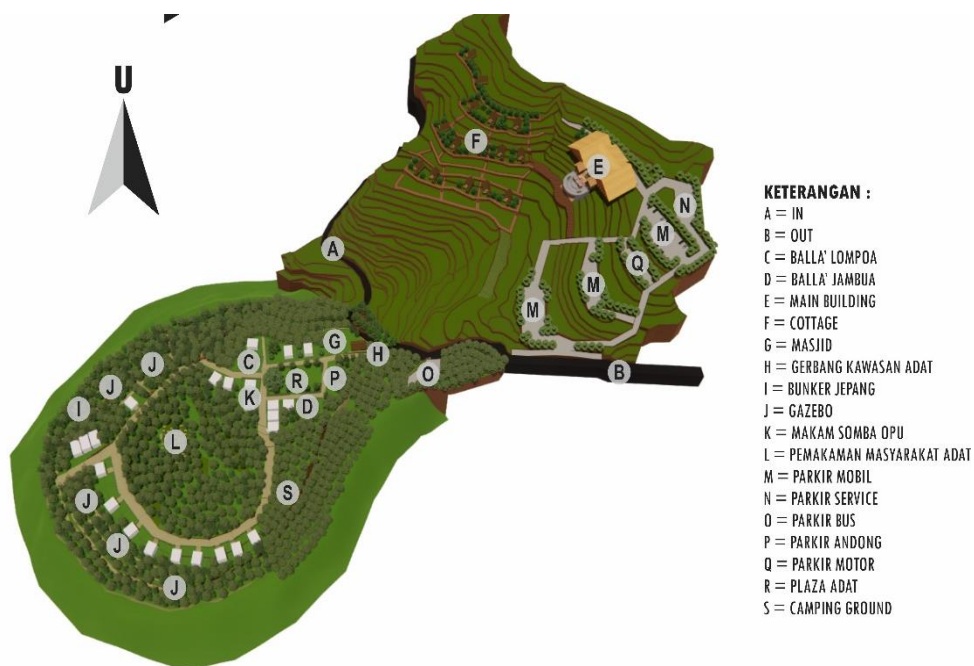 U
F
E
N
M
Q
M
M
A
B
O
H
G
P
R
C
K
D
J
J
I
L
S
J
J
J
KETERANGAN :
A = IN
B = OUT
C = BALLA' LOMPOA
D = BALLA' JAMBUA
E = MAIN BUILDING
F = COTTAGE
G = MASJID
H = GERBANG KAWASAN ADAT
I = BUNKER JEPANG
J = GAZEBO
K = MAKAM SOMBA OPU
L = PEMAKAMAN MASYARAKAT ADAT
M = PARKIR MOBIL
N = PARKIR SERVICE
O = PARKIR BUS
P = PARKIR ANDONG
Q = PARKIR MOTOR
R = PLAZA ADAT
S = CAMPING GROUND